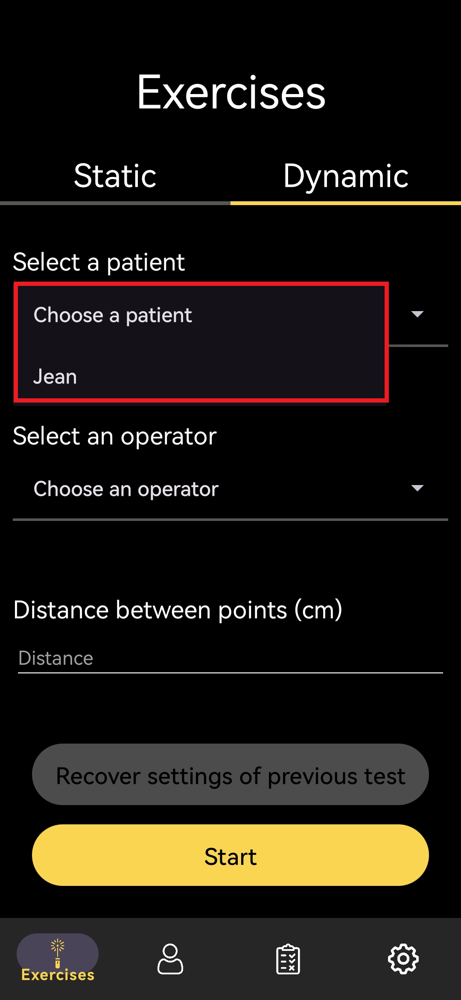 Exercises
Static
Dynamic
Select a patient
Choose a patient
Jean
Select an operator
Choose an operator
Distance between points (cm)
Distance
Recover settings of previous test
Start
Exercises